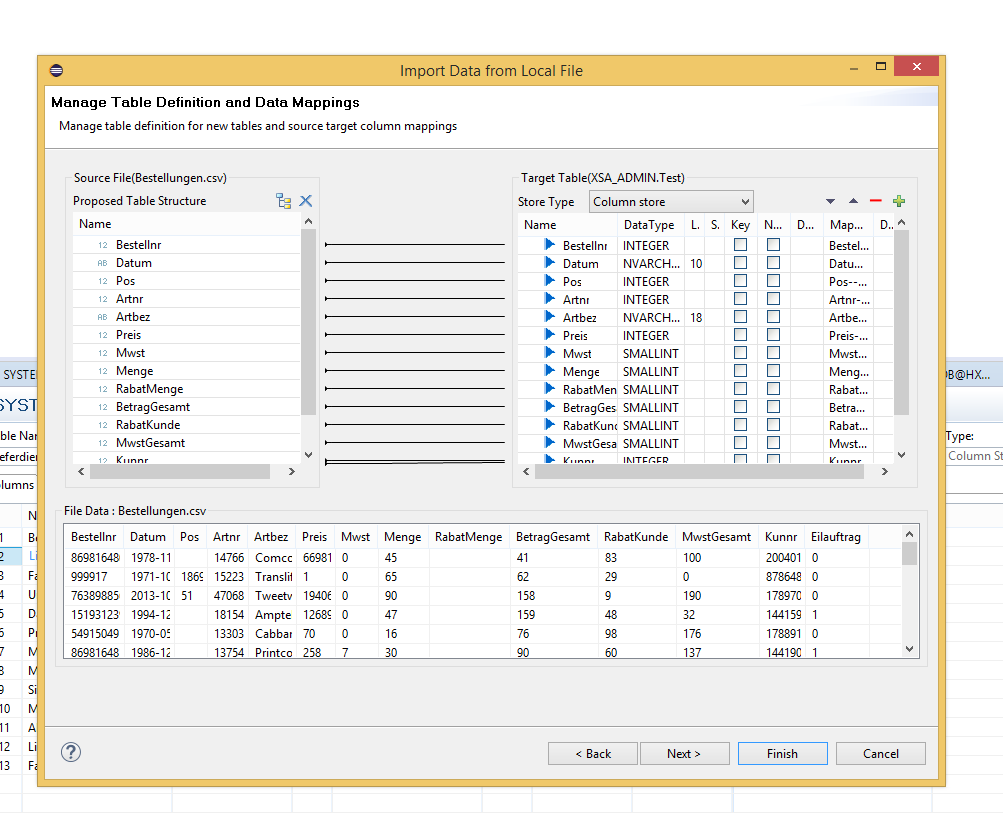 Import Data from Local File
Manage Table Definition and Data Mappings
Manage table definition for new tables and source target column mappings
Source File(Bestellungen.csv)
Proposed Table Structure
Name
12 Bestellnr
AB Datum
12 Pos
12 Artnr
AB Artbez
12 Preis
12 Mwst
12 Menge
12 RabatMenge
12 BetragGesamt
12 RabatKunde
12 MwstGesamt
12 Kunnr
Target Table(XSA_ADMIN.Test)
Store Type Column store
Name DataType L. S. Key N... D... Map... D..
Bestellnr INTEGER Bestel...
Datum NVARCH... 10 Datu...
Pos INTEGER Pos--...
Artnr INTEGER Artnr-...
Artbez NVARCH... 18 Artbe...
Preis INTEGER Preis-...
Mwst SMALLINT Mwst...
Menge SMALLINT Meng...
RabatMen SMALLINT Rabat...
BetragGes SMALLINT Betra...
RabatKund SMALLINT Rabat...
MwstGesa SMALLINT Mwst...
Kunnr INTEGER Kunnr...
File Data : Bestellungen.csv
Bestellnr Datum Pos Artnr Artbez Preis Mwst Menge RabatMenge BetragGesamt RabatKunde MwstGesamt Kunnr Eilauftrag
86981648 1978-11 14766 Comcc 66981 0 45 41 83 100 200401 0
999917 1971-10 1869 15223 Translif 1 0 65 62 29 0 878648 0
76389885 2013-10 51 47068 Tweetv 19406 0 90 158 9 190 178970 0
15193123 1994-12 18154 Ampte 12689 0 47 159 48 32 144159 1
54915049 1970-05 13303 Cabbar 70 0 16 76 98 176 178891 0
86981648 1986-12 13754 Printco 258 7 30 90 60 137 144190 1
< Back Next > Finish Cancel
SYSTE
SYST
ble Nar
eferdier
lumns
N
1 Be
2 Li
3 Fa
4 U
5 D
6 Pr
7 M
8 M
9 Si
10 M
11 A
12 Li
13 Fa
DB@HX...
Type:
Column St